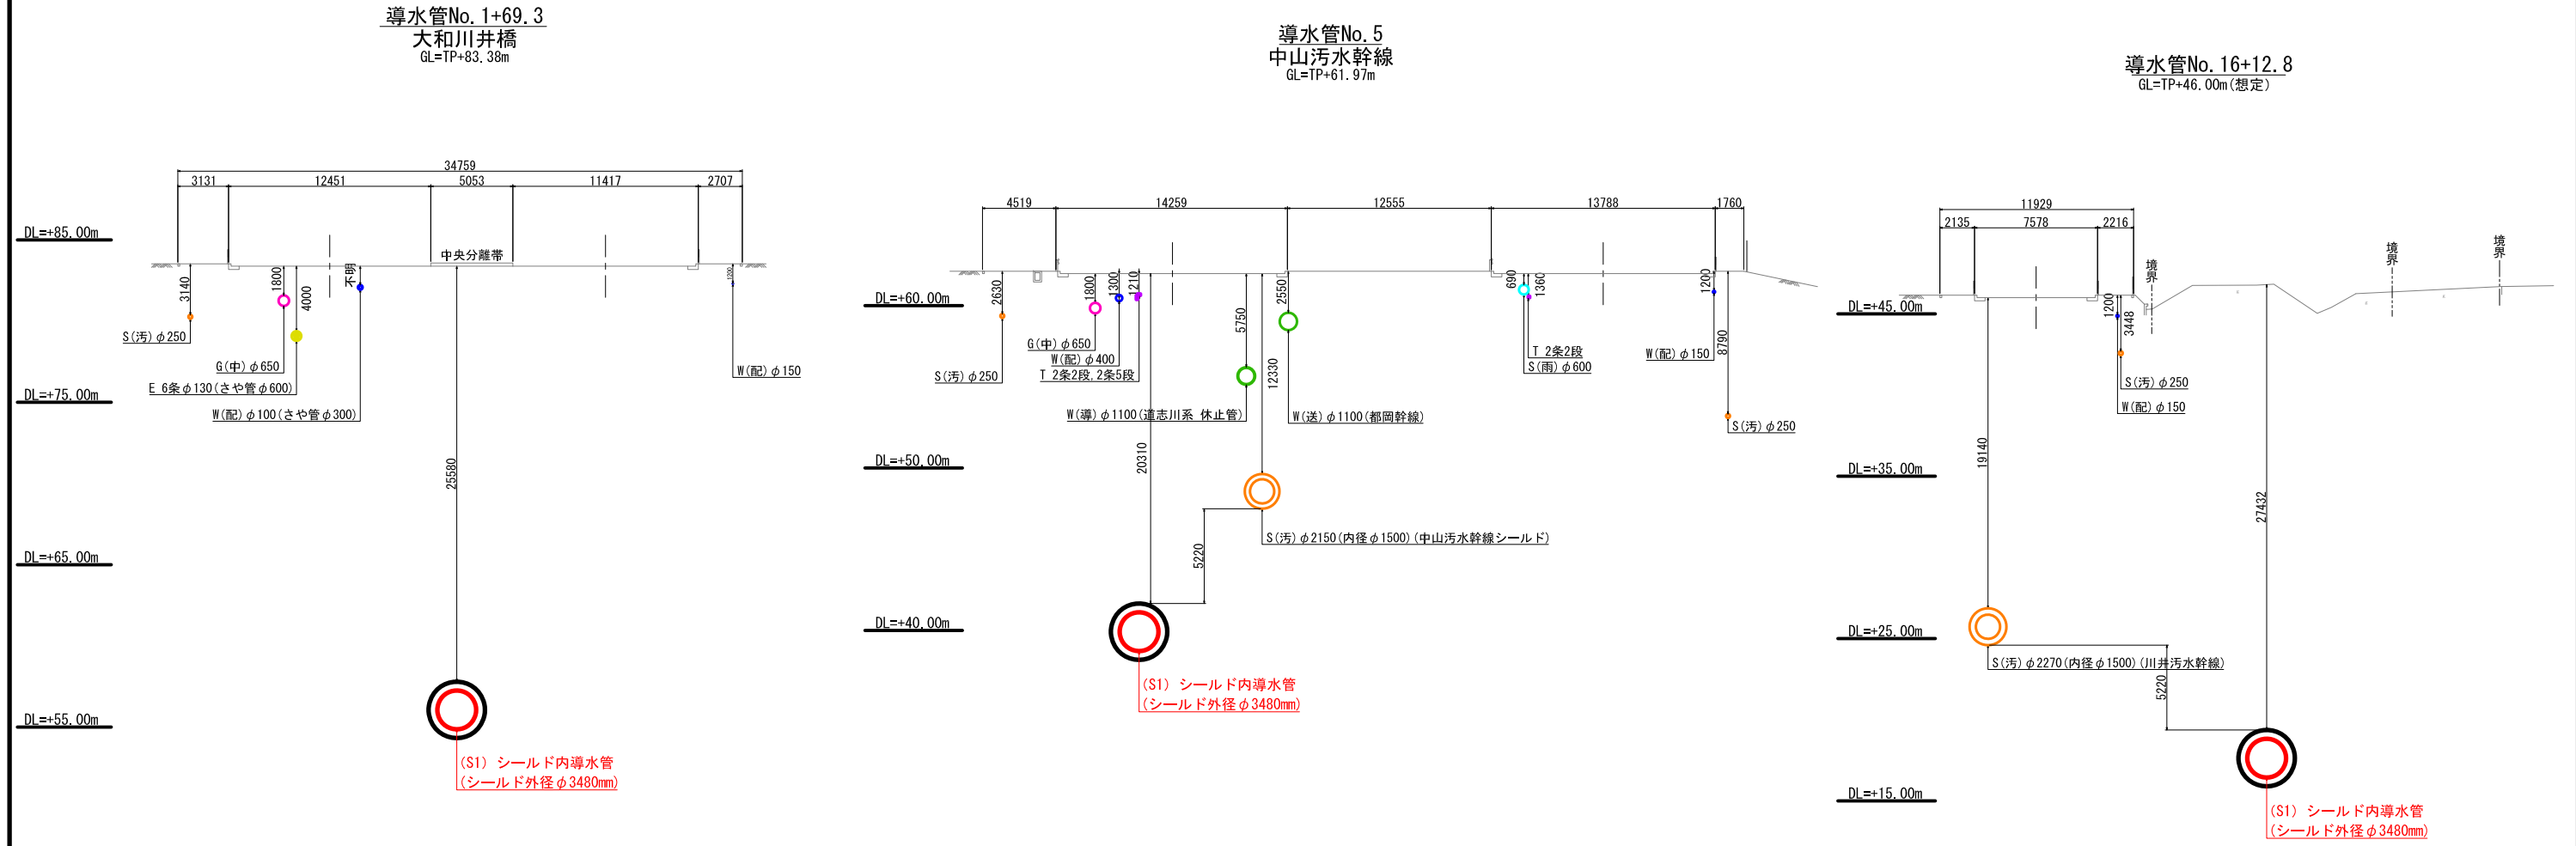 導水管No.1+69.3
大和川井橋
GL=TP+83.38m
34759
3131
12451
5053
11417
2707
DL=+85.00m
DL=+75.00m
DL=+65.00m
DL=+55.00m
中央分離帯
3140
1800
4000
不明
1200
S(汚)φ250
G(中)φ650
E 6条φ130(さや管φ600)
W(配)φ100(さや管φ300)
W(配)φ150
25580
(S1) シールド内導水管
(シールド外径φ3480mm)
導水管No.5
中山汚水幹線
GL=TP+61.97m
4519
14259
12555
13788
1760
DL=+60.00m
DL=+50.00m
DL=+40.00m
2630
1800
1300
1210
5750
12330
2550
690
1360
1200
8790
S(汚)φ250
G(中)φ650
W(配)φ400
T 2条2段,2条5段
W(導)φ1100(道志川系 休止管)
W(送)φ1100(都岡幹線)
T 2条2段
S(雨)φ600
W(配)φ150
S(汚)φ250
20310
5220
S(汚)φ2150(内径φ1500)(中山汚水幹線シールド)
(S1) シールド内導水管
(シールド外径φ3480mm)
導水管No.16+12.8
GL=TP+46.00m(想定)
11929
2135
7578
2216
DL=+45.00m
DL=+35.00m
DL=+25.00m
DL=+15.00m
境界
境界
境界
1200
3448
S(汚)φ250
W(配)φ150
19140
27432
S(汚)φ2270(内径φ1500)(川井汚水幹線)
5220
(S1) シールド内導水管
(シールド外径φ3480mm)